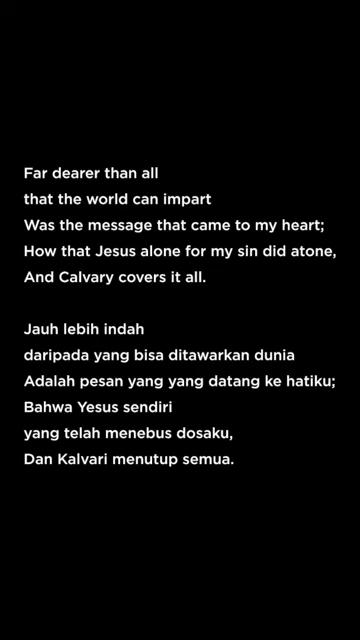 Far dearer than all
that the world can impart
Was the message that came to my heart;
How that Jesus alone for my sin did atone,
And Calvary covers it all.
Jauh lebih indah
daripada yang bisa ditawarkan dunia
Adalah pesan yang yang datang ke hatiku;
Bahwa Yesus sendiri
yang telah menebus dosaku,
Dan Kalvari menutup semua.